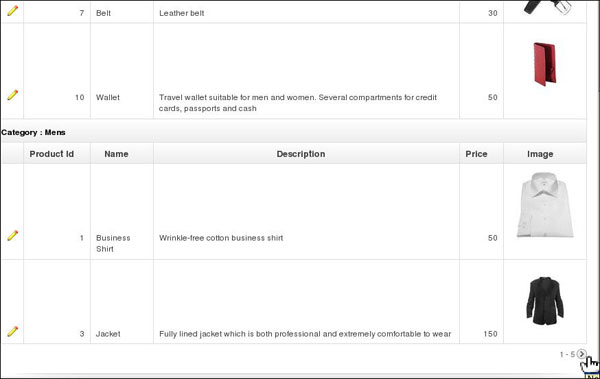 7 Belt Leather belt 30
10 Wallet Travel wallet suitable for men and women. Several compartments for credit 50
cards, passports and cash
Category : Mens
Product Id Name Description Price Image
1 Business Wrinkle-free cotton business shirt 50
Shirt
3 Jacket Fully lined jacket which is both professional and extremely comfortable to wear 150
1 - 5